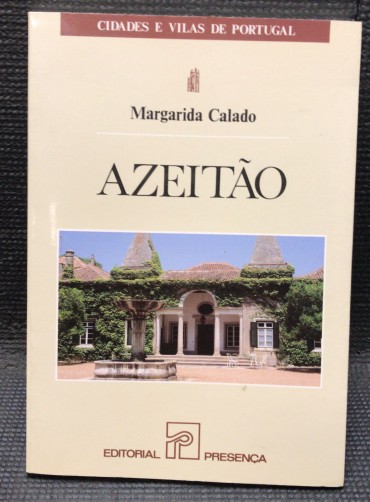 CIDADES E VILAS DE PORTUGAL
Margarida Calado
AZEITÃO
EDITORIAL PRESENÇA